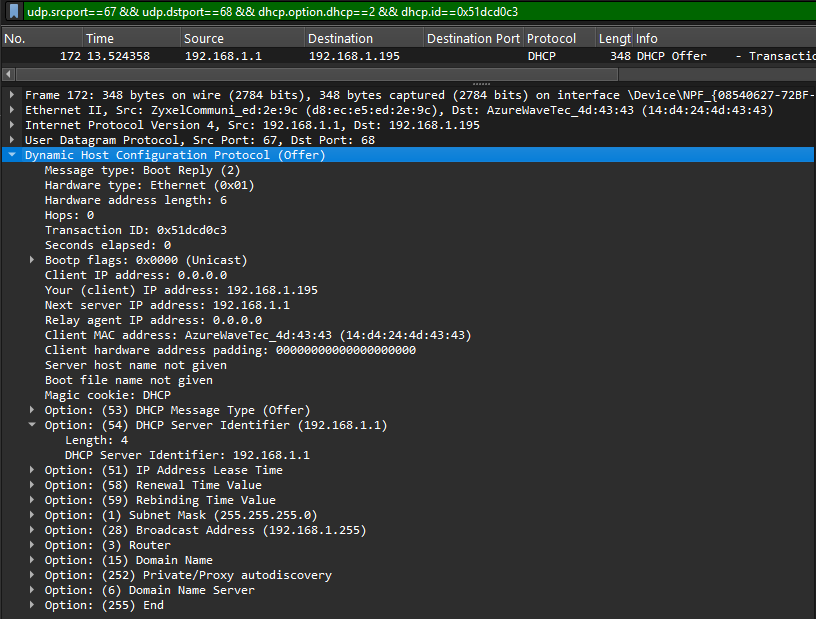 udp.srcport==67 && udp.dstport==68 && dhcp.option.dhcp==2 && dhcp.id==0x51dcd0c3
No. Time Source Destination Destination Port Protocol Lengt Info
172 13.524358 192.168.1.1 192.168.1.195 DHCP 348 DHCP Offer - Transactio
Frame 172: 348 bytes on wire (2784 bits), 348 bytes captured (2784 bits) on interface \Device\NPF_{08540627-72BF-
Ethernet II, Src: ZyxelCommuni_ed:2e:9c (d8:ec:e5:ed:2e:9c), Dst: AzureWaveTec_4d:43:43 (14:d4:24:4d:43:43)
Internet Protocol Version 4, Src: 192.168.1.1, Dst: 192.168.1.195
User Datagram Protocol, Src Port: 67, Dst Port: 68
Dynamic Host Configuration Protocol (Offer)
Message type: Boot Reply (2)
Hardware type: Ethernet (0x01)
Hardware address length: 6
Hops: 0
Transaction ID: 0x51dcd0c3
Seconds elapsed: 0
Bootp flags: 0x0000 (Unicast)
Client IP address: 0.0.0.0
Your (client) IP address: 192.168.1.195
Next server IP address: 192.168.1.1
Relay agent IP address: 0.0.0.0
Client MAC address: AzureWaveTec_4d:43:43 (14:d4:24:4d:43:43)
Client hardware address padding: 00000000000000000000
Server host name not given
Boot file name not given
Magic cookie: DHCP
Option: (53) DHCP Message Type (Offer)
Option: (54) DHCP Server Identifier (192.168.1.1)
Length: 4
DHCP Server Identifier: 192.168.1.1
Option: (51) IP Address Lease Time
Option: (58) Renewal Time Value
Option: (59) Rebinding Time Value
Option: (1) Subnet Mask (255.255.255.0)
Option: (28) Broadcast Address (192.168.1.255)
Option: (3) Router
Option: (15) Domain Name
Option: (252) Private/Proxy autodiscovery
Option: (6) Domain Name Server
Option: (255) End